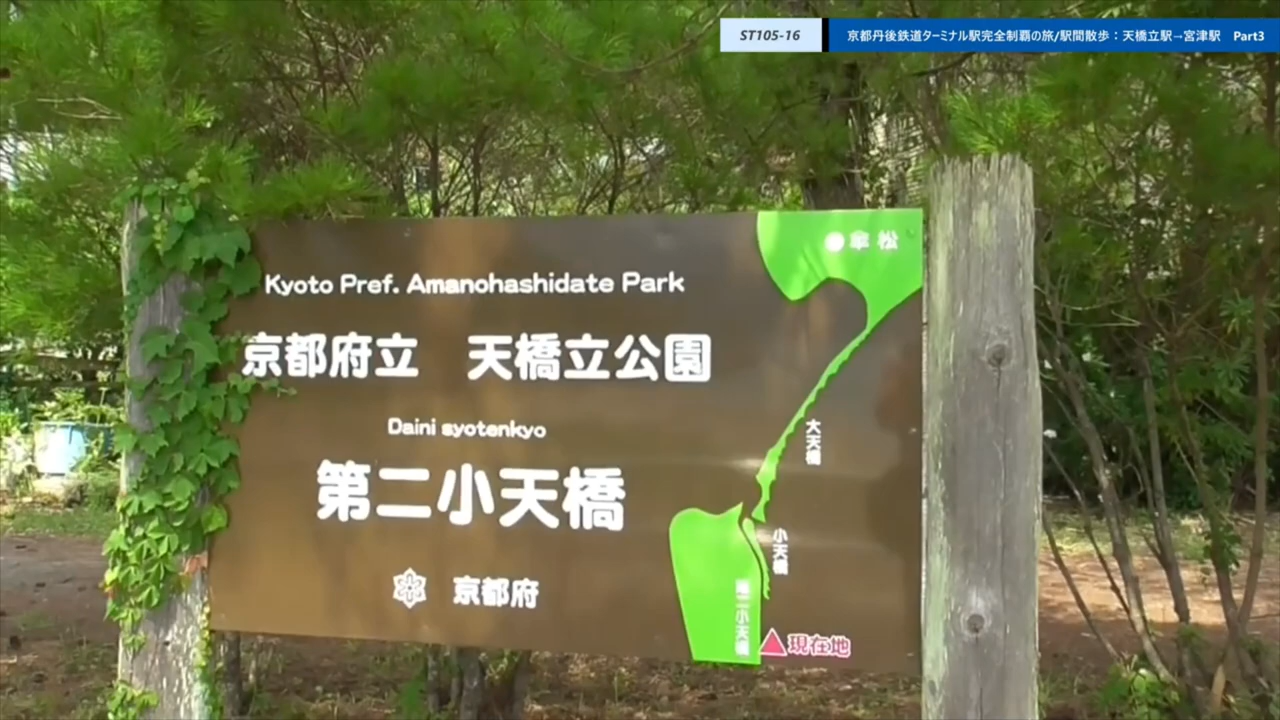 ST105-16
京都丹後鉄道ターミナル駅完全制覇の旅/駅間散歩：天橋立駅→宮津駅 Part3
Kyoto Pref. Amanohashidate Park
京都府立 天橋立公園
Daini syotenkyo
第二小天橋
京都府
傘松
大天橋
小天橋
第二小天橋
現在地